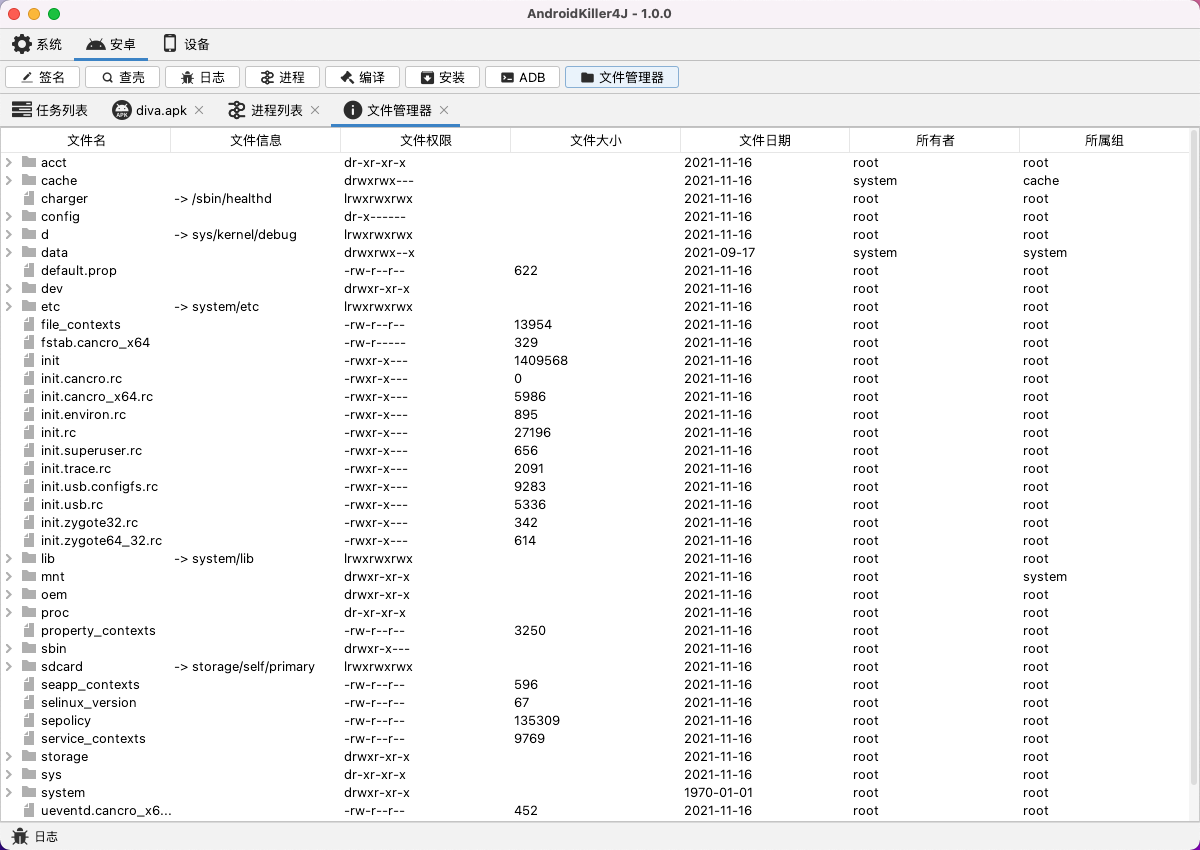 AndroidKiller4J - 1.0.0
系统 安卓 设备
签名 查壳 日志 进程 编译 安装 ADB 文件管理器
任务列表 diva.apk 进程列表 文件管理器
文件名 文件信息 文件权限 文件大小 文件日期 所有者 所属组
acct dr-xr-xr-x 2021-11-16 root root
cache drwxrwx--- 2021-11-16 system cache
charger -> /sbin/healthd lrwxrwxrwx 2021-11-16 root root
config dr-x------ 2021-11-16 root root
d -> sys/kernel/debug lrwxrwxrwx 2021-11-16 root root
data drwxrwx--x 2021-09-17 system system
default.prop -rw-r--r-- 622 2021-11-16 root root
dev drwxr-xr-x 2021-11-16 root root
etc -> system/etc lrwxrwxrwx 2021-11-16 root root
file_contexts -rw-r--r-- 13954 2021-11-16 root root
fstab.cancro_x64 -rw-r----- 329 2021-11-16 root root
init -rwxr-x--- 1409568 2021-11-16 root root
init.cancro.rc -rwxr-x--- 0 2021-11-16 root root
init.cancro_x64.rc -rwxr-x--- 5986 2021-11-16 root root
init.environ.rc -rwxr-x--- 895 2021-11-16 root root
init.rc -rwxr-x--- 27196 2021-11-16 root root
init.superuser.rc -rwxr-x--- 656 2021-11-16 root root
init.trace.rc -rwxr-x--- 2091 2021-11-16 root root
init.usb.configfs.rc -rwxr-x--- 9283 2021-11-16 root root
init.usb.rc -rwxr-x--- 5336 2021-11-16 root root
init.zygote32.rc -rwxr-x--- 342 2021-11-16 root root
init.zygote64_32.rc -rwxr-x--- 614 2021-11-16 root root
lib -> system/lib lrwxrwxrwx 2021-11-16 root root
mnt drwxr-xr-x 2021-11-16 root system
oem drwxr-xr-x 2021-11-16 root root
proc dr-xr-xr-x 2021-11-16 root root
property_contexts -rw-r--r-- 3250 2021-11-16 root root
sbin drwxr-x--- 2021-11-16 root root
sdcard -> storage/self/primary lrwxrwxrwx 2021-11-16 root root
seapp_contexts -rw-r--r-- 596 2021-11-16 root root
selinux_version -rw-r--r-- 67 2021-11-16 root root
sepolicy -rw-r--r-- 135309 2021-11-16 root root
service_contexts -rw-r--r-- 9769 2021-11-16 root root
storage drwxr-xr-x 2021-11-16 root root
sys dr-xr-xr-x 2021-11-16 root root
system drwxr-xr-x 1970-01-01 root root
ueventd.cancro_x6... -rw-r--r-- 452 2021-11-16 root root
日志